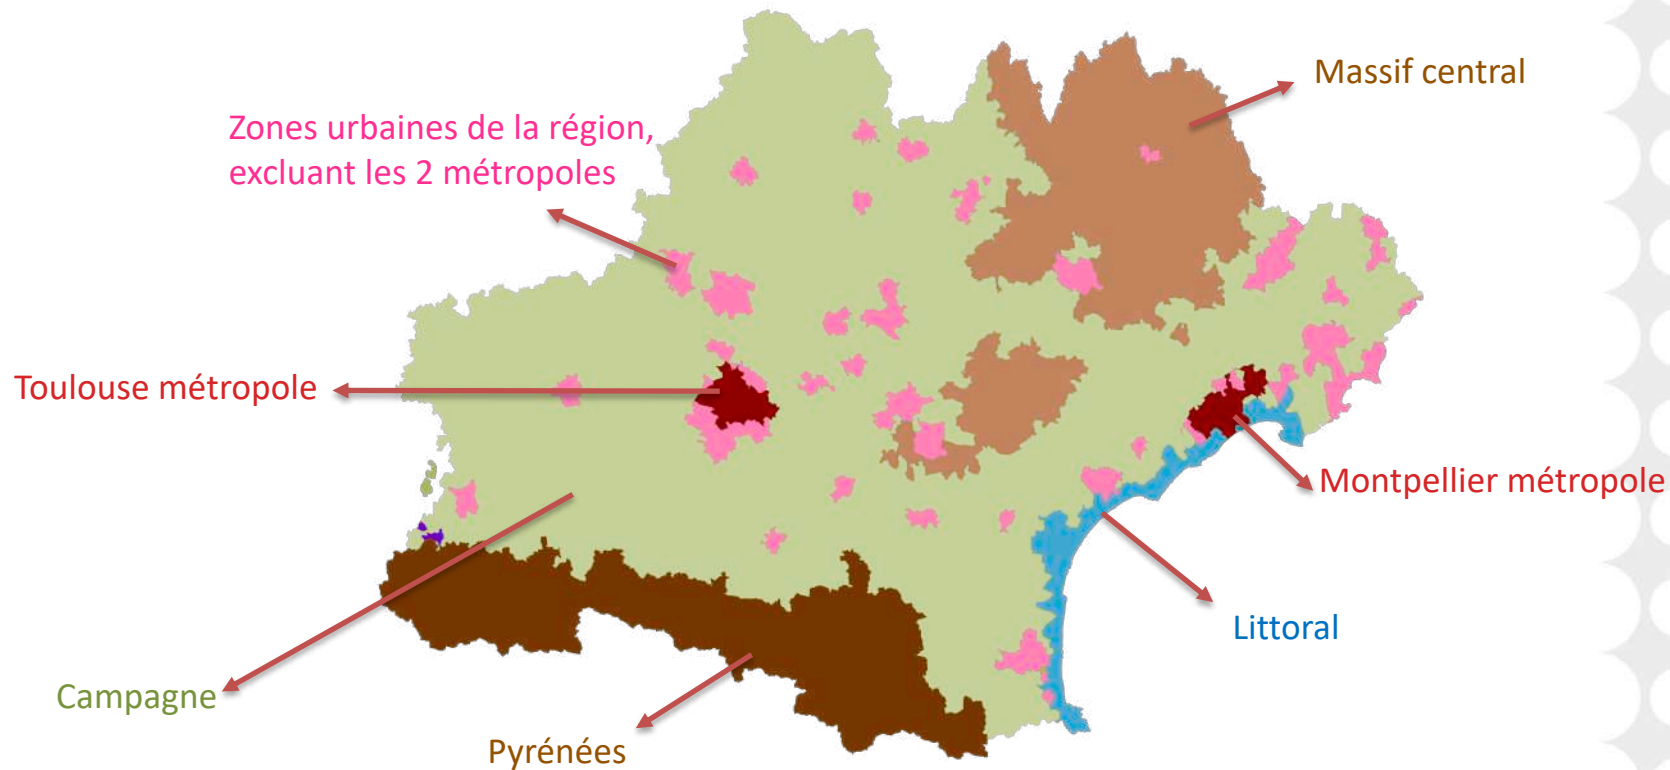 Massif central
Zones urbaines de la région,
excluant les 2 métropoles
Toulouse métropole
Montpellier métropole
Littoral
Campagne
Pyrénées